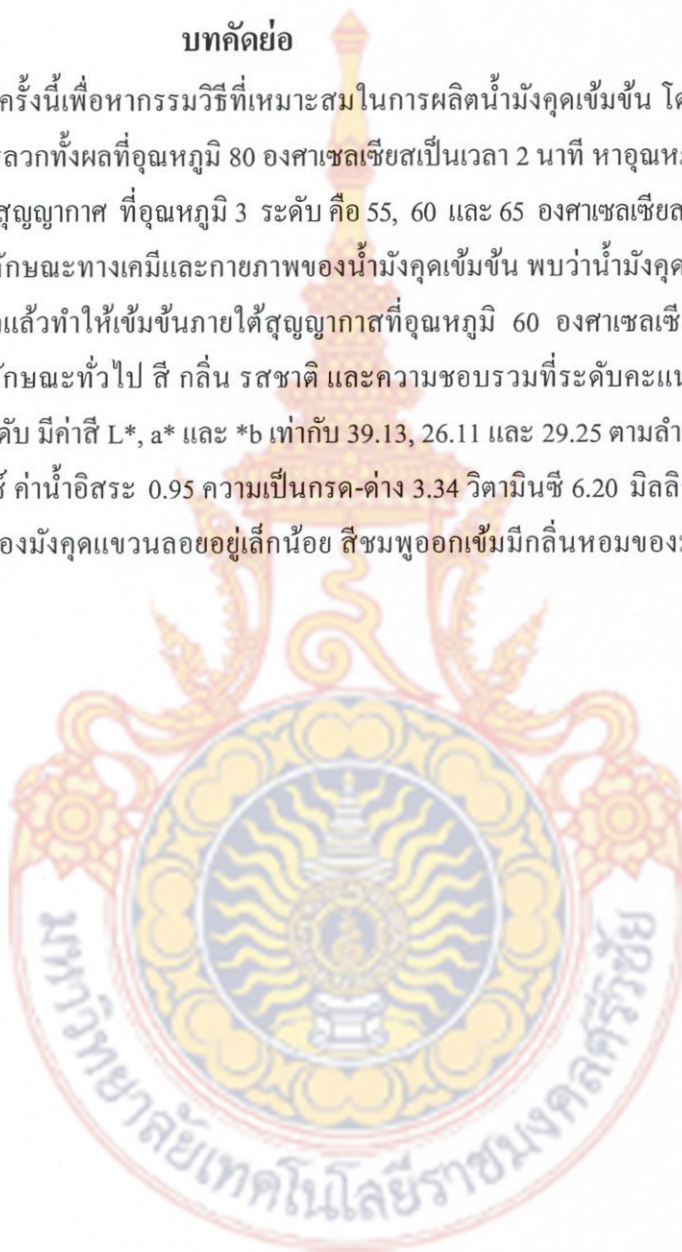 บทคัดย่อ
ครั้งนี้เพื่อหากรรมวิธีที่เหมาะสมในการผลิตน้ำมังคุดเข้มข้น โด
รลวกทั้งผลที่อุณหภูมิ 80 องศาเซลเซียสเป็นเวลา 2 นาที หาอุณหภ
สุญญากาศ ที่อุณหภูมิ 3 ระดับ คือ 55, 60 และ 65 องศาเซลเซียส
ลักษณะทางเคมีและกายภาพของน้ำมังคุดเข้มข้น พบว่าน้ำมังคุด
แล้วทำให้เข้มข้นภายใต้สุญญากาสที่อุณหภูมิ 60 องศาเซลเซี
ลักษณะทั่วไป สี กลิ่น รสชาติ และความชอบรวมที่ระดับคะแน
ดับ มีค่าสี L*, a* และ *b เท่ากับ 39.13, 26.11 และ 29.25 ตามลำ
ค่าน้ำอิสระ 0.95 ความเป็นกรด-ด่าง 3.34 วิตามินซี 6.20 มิลลิ
องมังคุดแขวนลอยอยู่เล็กน้อย สีชมพูออกเข้มมีกลิ่นหอมของม
มหาวิทยาลัยเทคโนโลยีราชมงคลศรีวิชัย